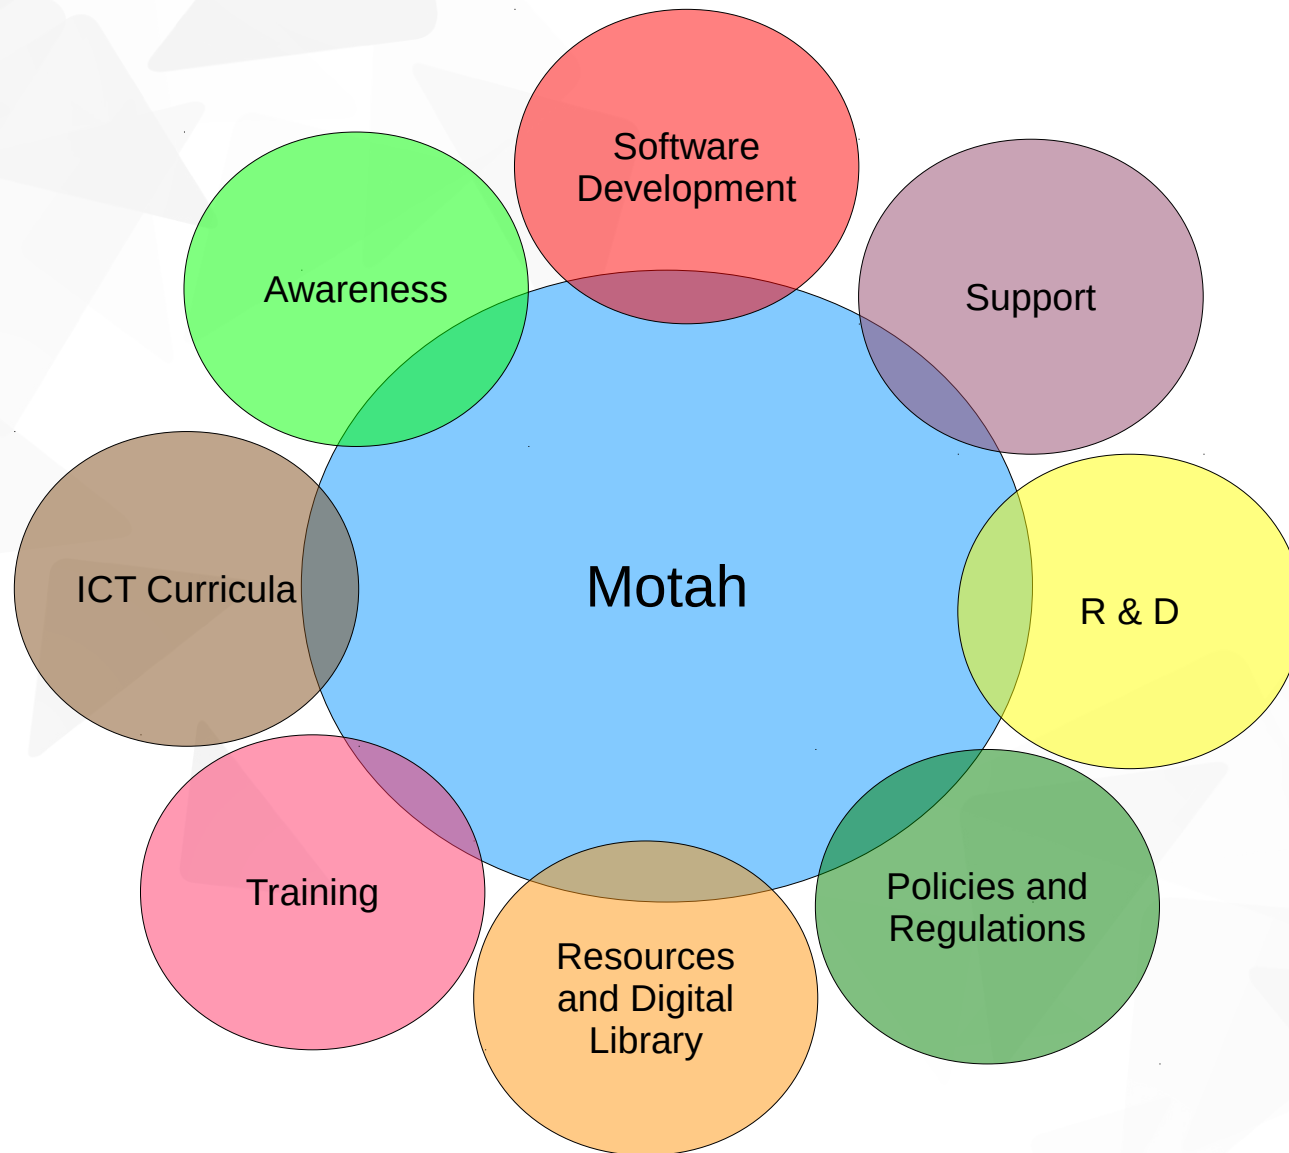 Software
Development
Awareness
Support
ICT Curricula
Motah
R & D
Training
Policies and
Regulations
Resources
and Digital
Library